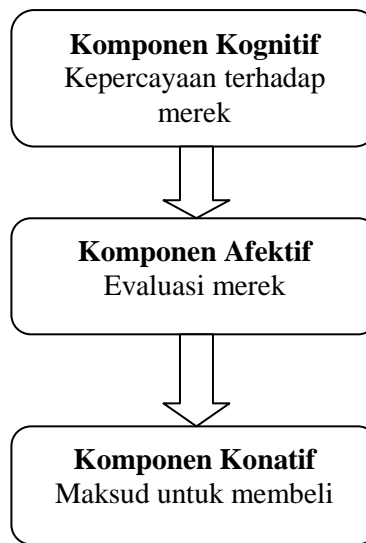 Komponen Kognitif
Kepercayaan terhadap
merek
Komponen Afektif
Evaluasi merek
Komponen Konatif
Maksud untuk membeli